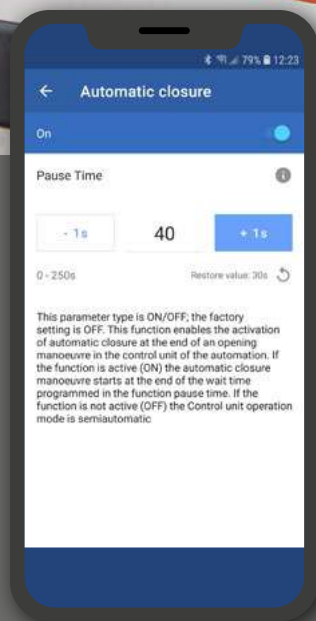 79% 12:23
Automatic closure
On
Pause Time
- 1s 40 + 1s
0 - 250s Restore value: 30s
This parameter type is ON/OFF; the factory
setting is OFF. This function enables the activation
of automatic closure at the end of an opening
manoeuvre in the control unit of the automation. If
the function is active (ON) the automatic closure
manoeuvre starts at the end of the wait time
programmed in the function pause time. If the
function is not active (OFF) the Control unit operation
mode is semiautomatic